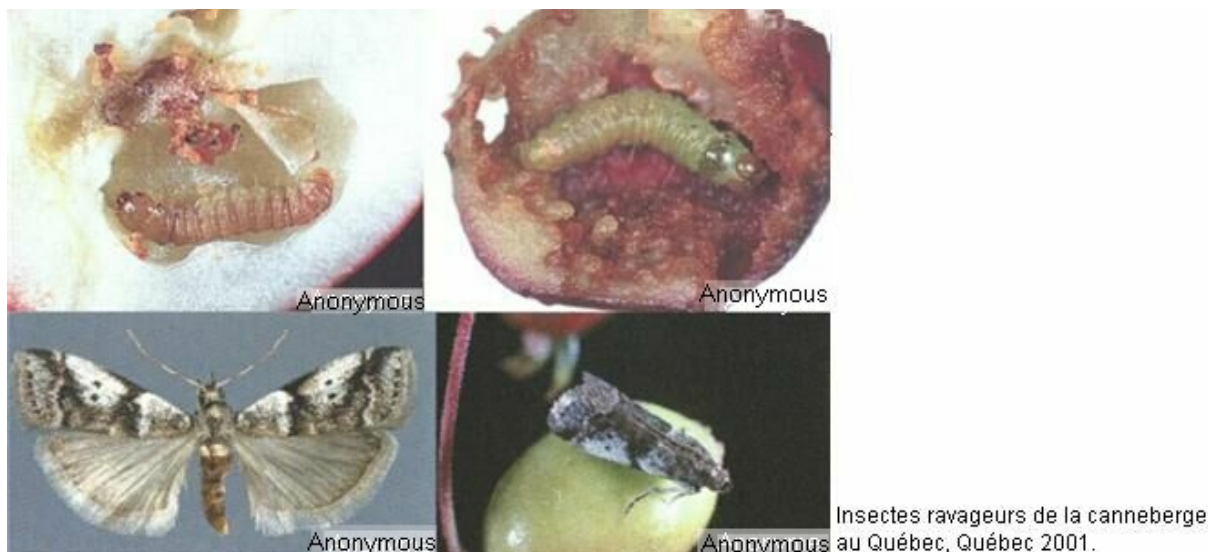 Anonymous
Anonymous
Anonymous
Anonymous
Insectes ravageurs de la canneberge
au Québec, Québec 2001.